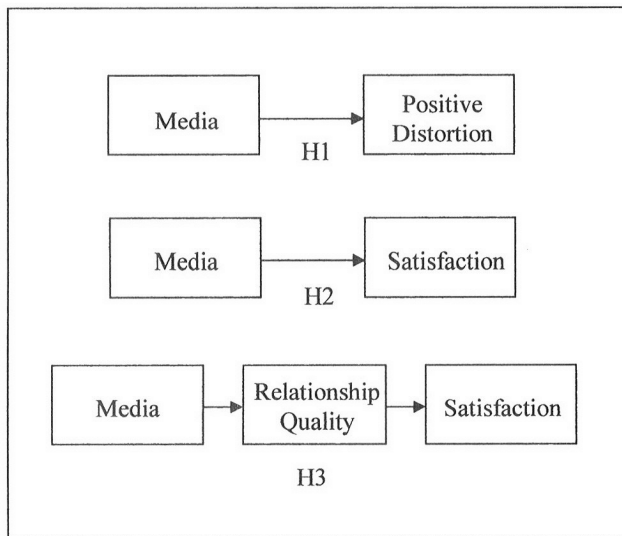 Media
Positive
Distortion
H1
Media
Satisfaction
H2
Media
Relationship
Quality
Satisfaction
H3